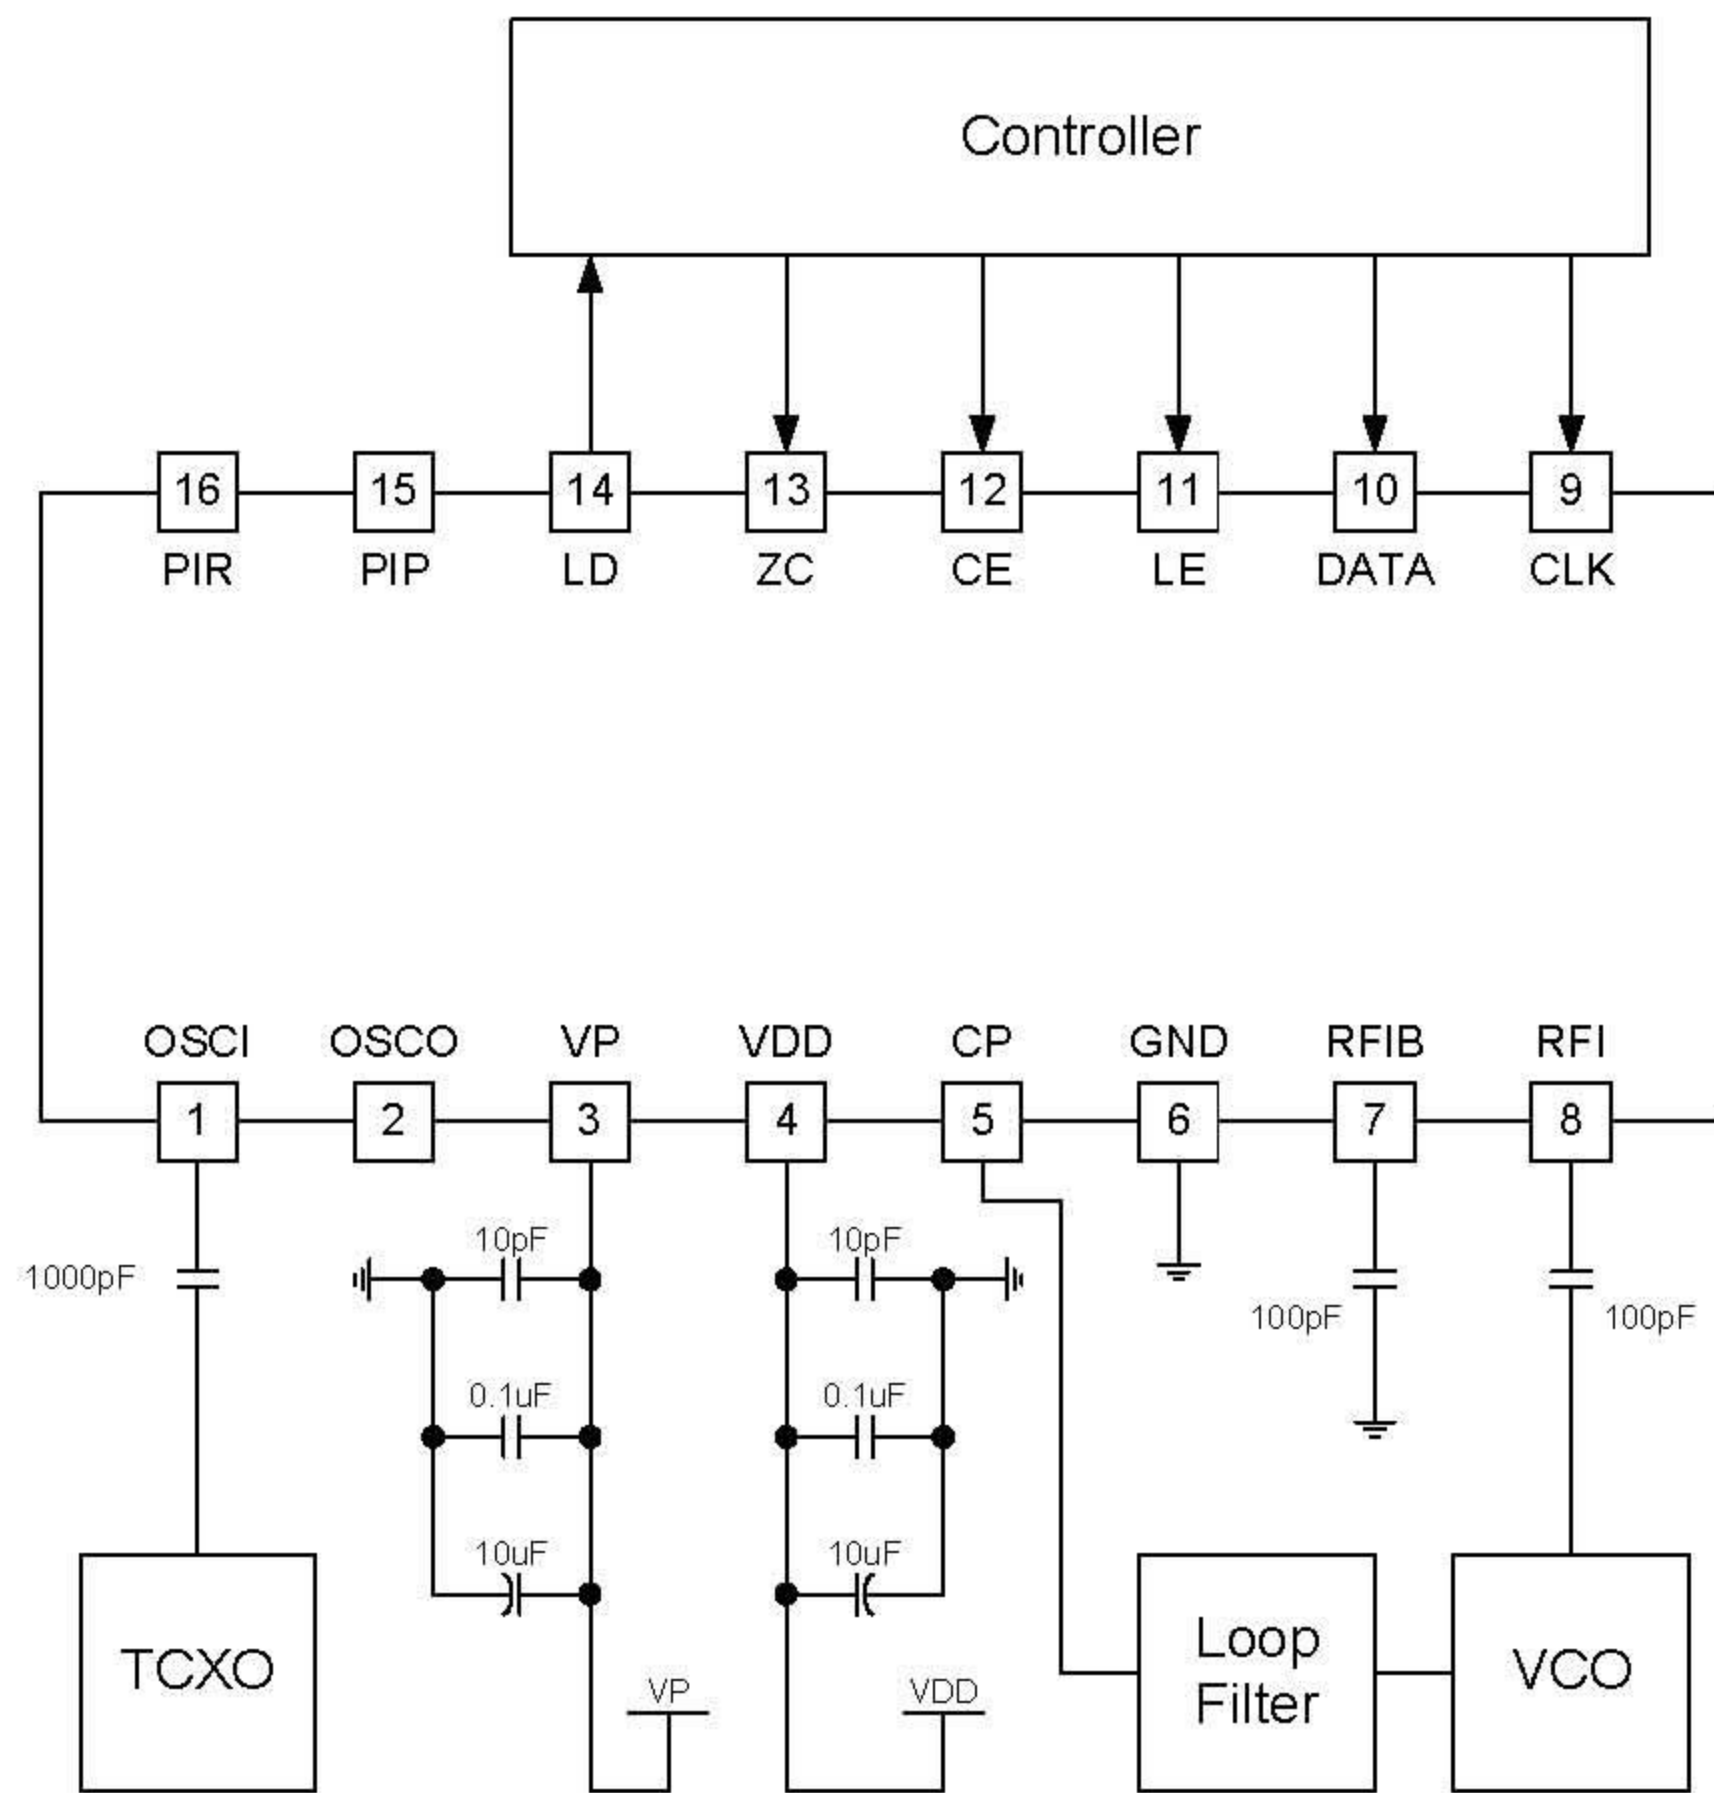 Controller
16 15 14 13 12 11 10 9
PIR PIP LD ZC CE LE DATA CLK
OSCI OSCO VP VDD CP GND RFIB RFI
1 2 3 4 5 6 7 8
10pF 10pF
1000pF
100pF 100pF
0.1uF 0.1uF
10uF 10uF
TCXO
VP VDD
Loop
Filter
VCO